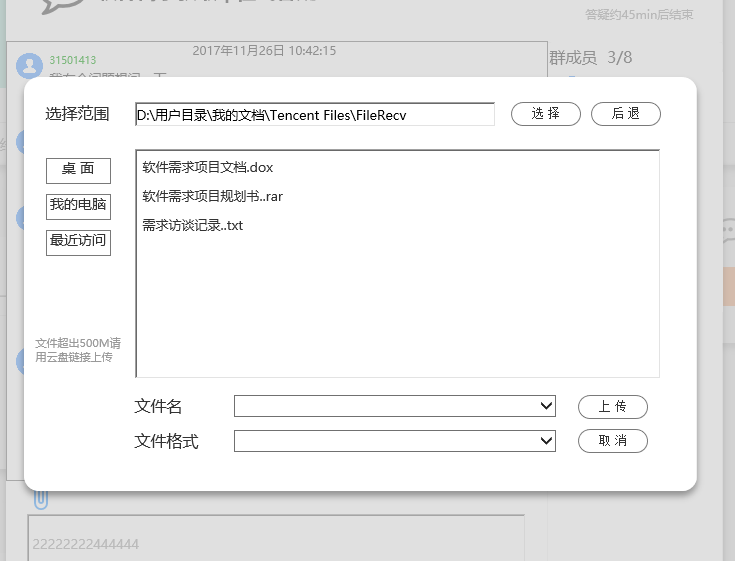 答疑约45min后结束
2017年11月26日 10:42:15
31501413
群成员 3/8
选择范围
D:\用户目录\我的文档\Tencent Files\FileRecv
选 择
后 退
桌 面
我的电脑
最近访问
软件需求项目文档.dox
软件需求项目规划书..rar
需求访谈记录..txt
文件超出500M请
用云盘链接上传
文件名
上 传
文件格式
取 消
22222222444444